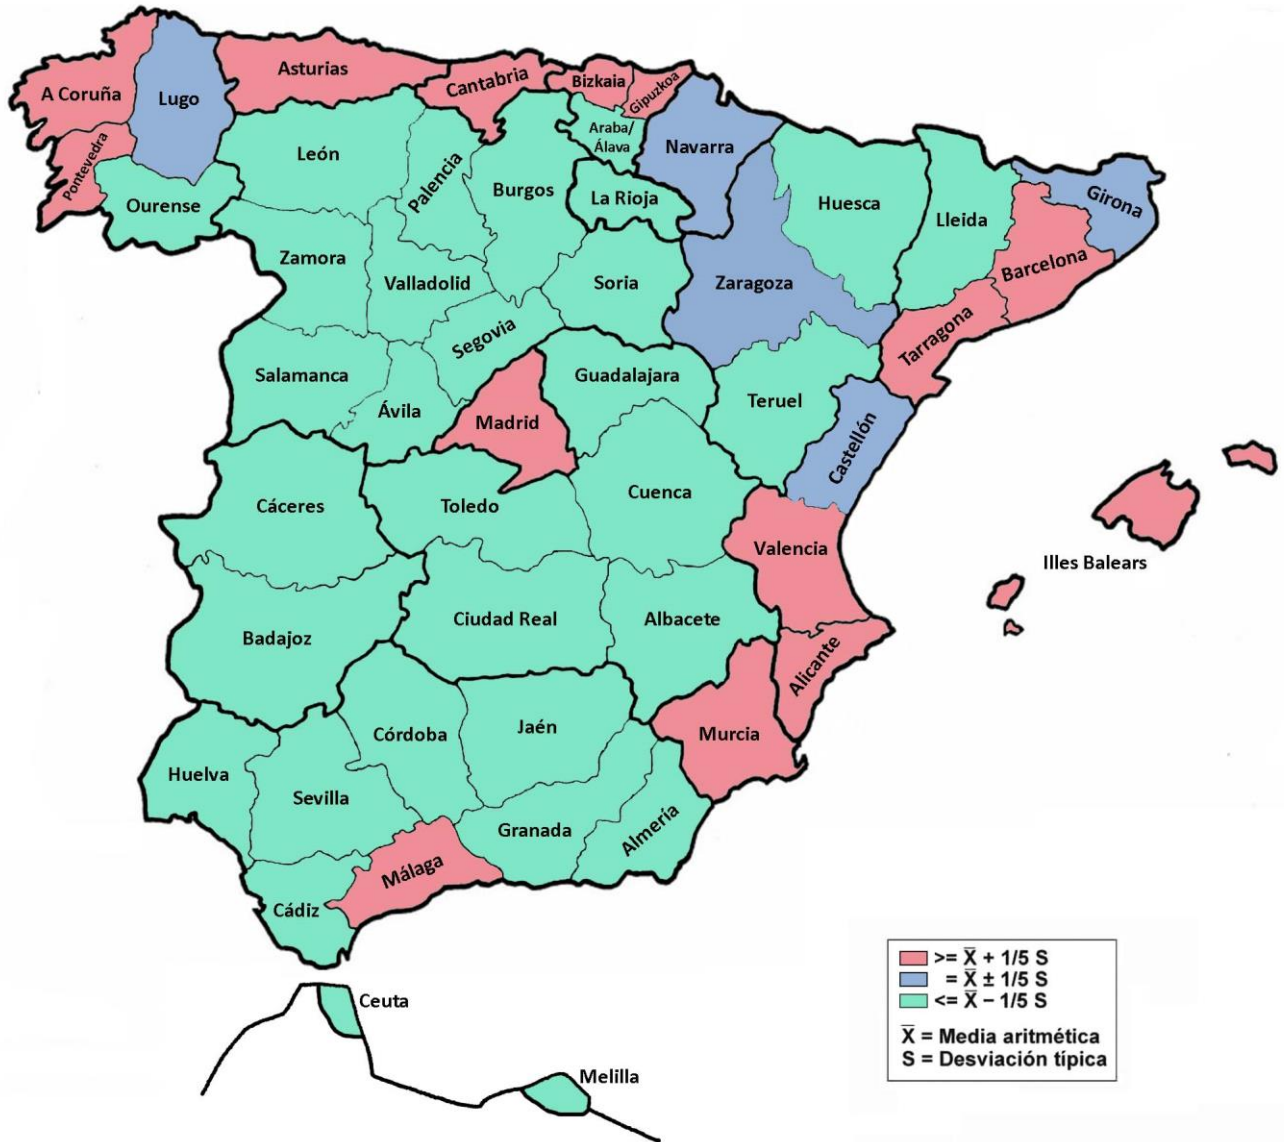 Asturias
Cantabria
Bizkaia
Gipuzkoa
A Coruña
Lugo
Araba/
Álava
Navarra
Pontevedra
León
Palencia
Burgos
La Rioja
Huesca
Lleida
Girona
Ourense
Zamora
Valladolid
Soria
Zaragoza
Barcelona
Segovia
Tarragona
Salamanca
Ávila
Guadalajara
Teruel
Madrid
Castellón
Cáceres
Toledo
Cuenca
Valencia
Illes Balears
Badajoz
Ciudad Real
Albacete
Alicante
Córdoba
Jaén
Murcia
Huelva
Sevilla
Granada
Almería
Málaga
Cádiz
Ceuta
Melilla
>= X̅ + 1/5 S
= X̅ ± 1/5 S
<= X̅ − 1/5 S
X̅ = Media aritmética
S = Desviación típica